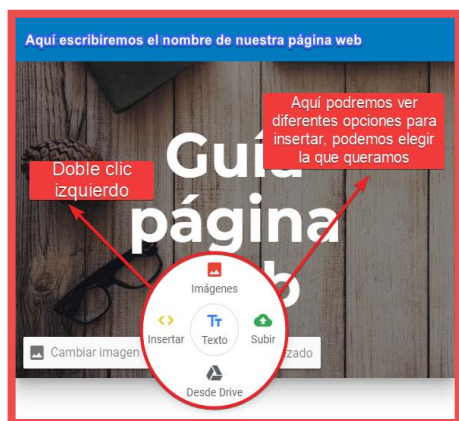 Aquí escribiremos el nombre de nuestra página web
Aquí podremos ver
diferentes opciones para
insertar, podemos elegir
la que queramos
Doble clic
izquierdo
Guía
página
b
Imágenes
Insertar
Texto
Subir
Desde Drive
Cambiar imagen
zado